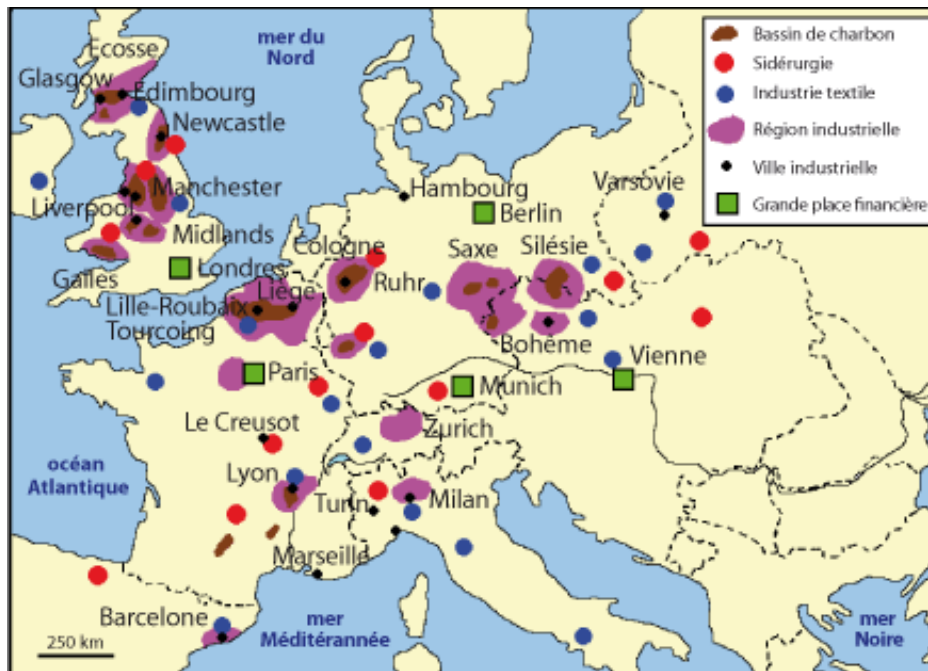 mer du
Nord
Ecosse
Glasgow
Edimbourg
Newcastle
Manchester
Liverpool
Midlands
Galles
Londres
Hambourg
Berlin
Varsovie
Cologne
Ruhr
Saxe
Silésie
Lille-Roubaix
Tourcoing
Liège
Bohème
Paris
Munich
Vienne
Le Creusot
Zurich
océan
Atlantique
Lyon
Turin
Milan
Marseille
Barcelone
mer
Méditérannée
mer
Noire
250 km
Bassin de charbon
Sidérurgie
Industrie textile
Région industrielle
Ville industrielle
Grande place financière